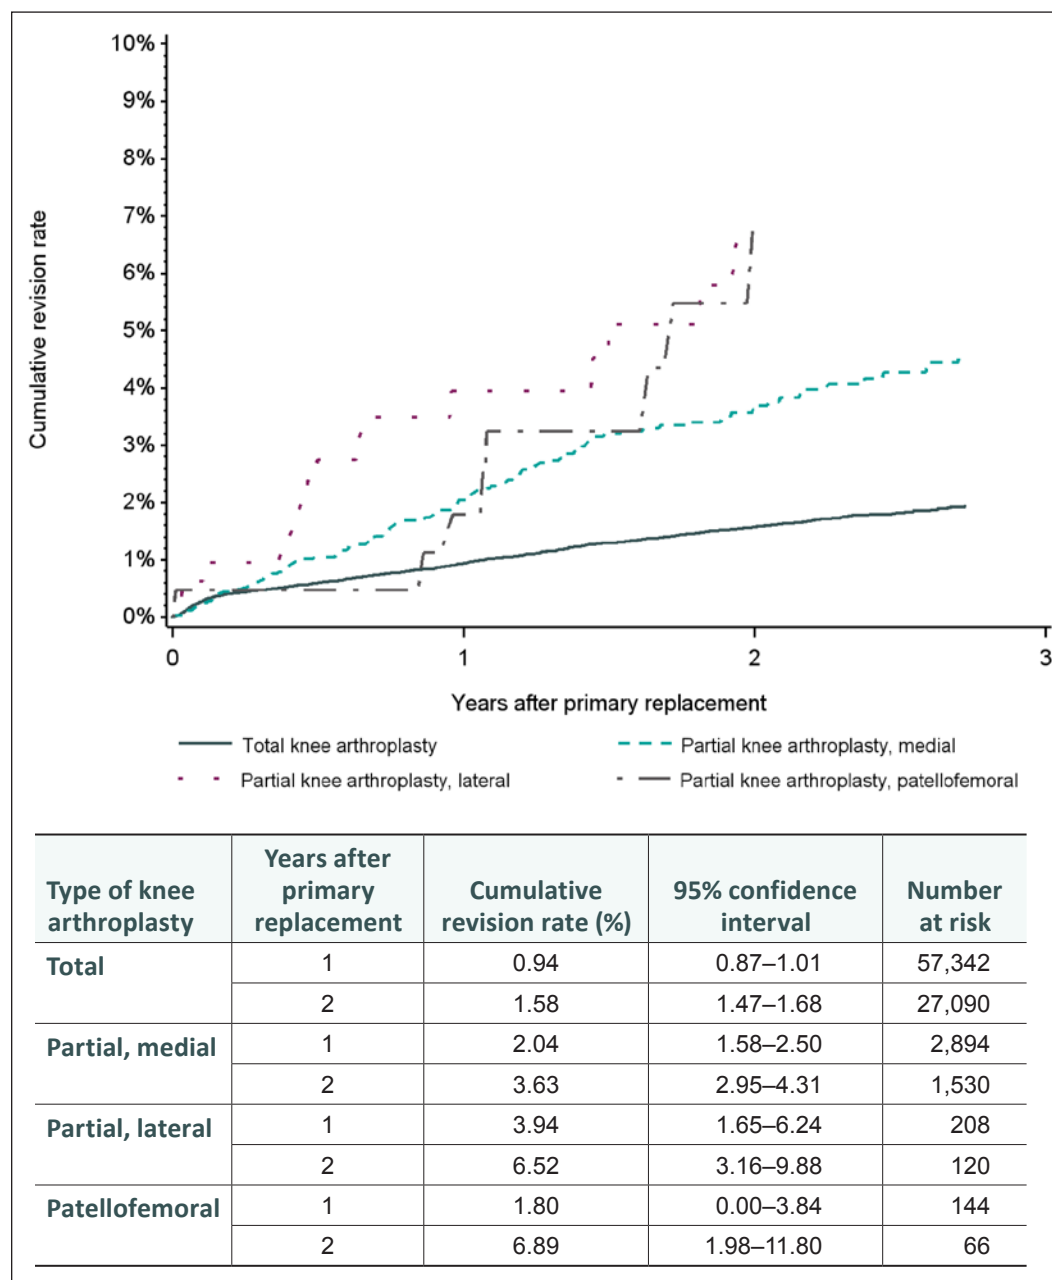 10%
9%
8%
7%
6%
5%
4%
3%
2%
1%
0%
Cumulative revision rate
0 1 2 3
Years after primary replacement
Total knee arthroplasty Partial knee arthroplasty, medial
Partial knee arthroplasty, lateral Partial knee arthroplasty, patellofemoral
Type of knee arthroplasty Years after primary replacement Cumulative revision rate (%) 95% confidence interval Number at risk
Total 1 0.94 0.87–1.01 57,342
2 1.58 1.47–1.68 27,090
Partial, medial 1 2.04 1.58–2.50 2,894
2 3.63 2.95–4.31 1,530
Partial, lateral 1 3.94 1.65–6.24 208
2 6.52 3.16–9.88 120
Patellofemoral 1 1.80 0.00–3.84 144
2 6.89 1.98–11.80 66